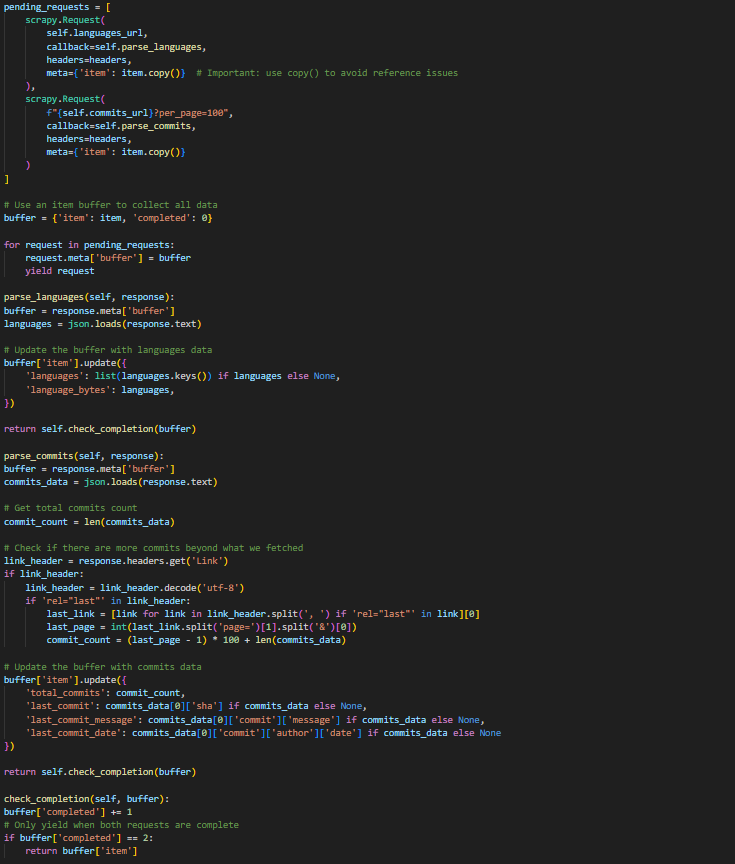 pending_requests = [
    scrapy.Request(
        self.languages_url,
        callback=self.parse_languages,
        headers=headers,
        meta={'item': item.copy()}  # Important: use copy() to avoid reference issues
    ),
    scrapy.Request(
        f"{self.commits_url}?per_page=100",
        callback=self.parse_commits,
        headers=headers,
        meta={'item': item.copy()}
    )
]

# Use an item buffer to collect all data
buffer = {'item': item, 'completed': 0}

for request in pending_requests:
    request.meta['buffer'] = buffer
    yield request

parse_languages(self, response):
buffer = response.meta['buffer']
languages = json.loads(response.text)

# Update the buffer with languages data
buffer['item'].update({
    'languages': list(languages.keys()) if languages else None,
    'language_bytes': languages,
})

return self.check_completion(buffer)

parse_commits(self, response):
buffer = response.meta['buffer']
commits_data = json.loads(response.text)

# Get total commits count
commit_count = len(commits_data)

# Check if there are more commits beyond what we fetched
link_header = response.headers.get('Link')
if link_header:
    link_header = link_header.decode('utf-8')
    if 'rel="last"' in link_header:
        last_link = [link for link in link_header.split(', ') if 'rel="last"' in link][0]
        last_page = int(last_link.split('page=')[1].split('&')[0])
        commit_count = (last_page - 1) * 100 + len(commits_data)

# Update the buffer with commits data
buffer['item'].update({
    'total_commits': commit_count,
    'last_commit': commits_data[0]['sha'] if commits_data else None,
    'last_commit_message': commits_data[0]['commit']['message'] if commits_data else None,
    'last_commit_date': commits_data[0]['commit']['author']['date'] if commits_data else None
})

return self.check_completion(buffer)

check_completion(self, buffer):
buffer['completed'] += 1
# Only yield when both requests are complete
if buffer['completed'] == 2:
    return buffer['item']